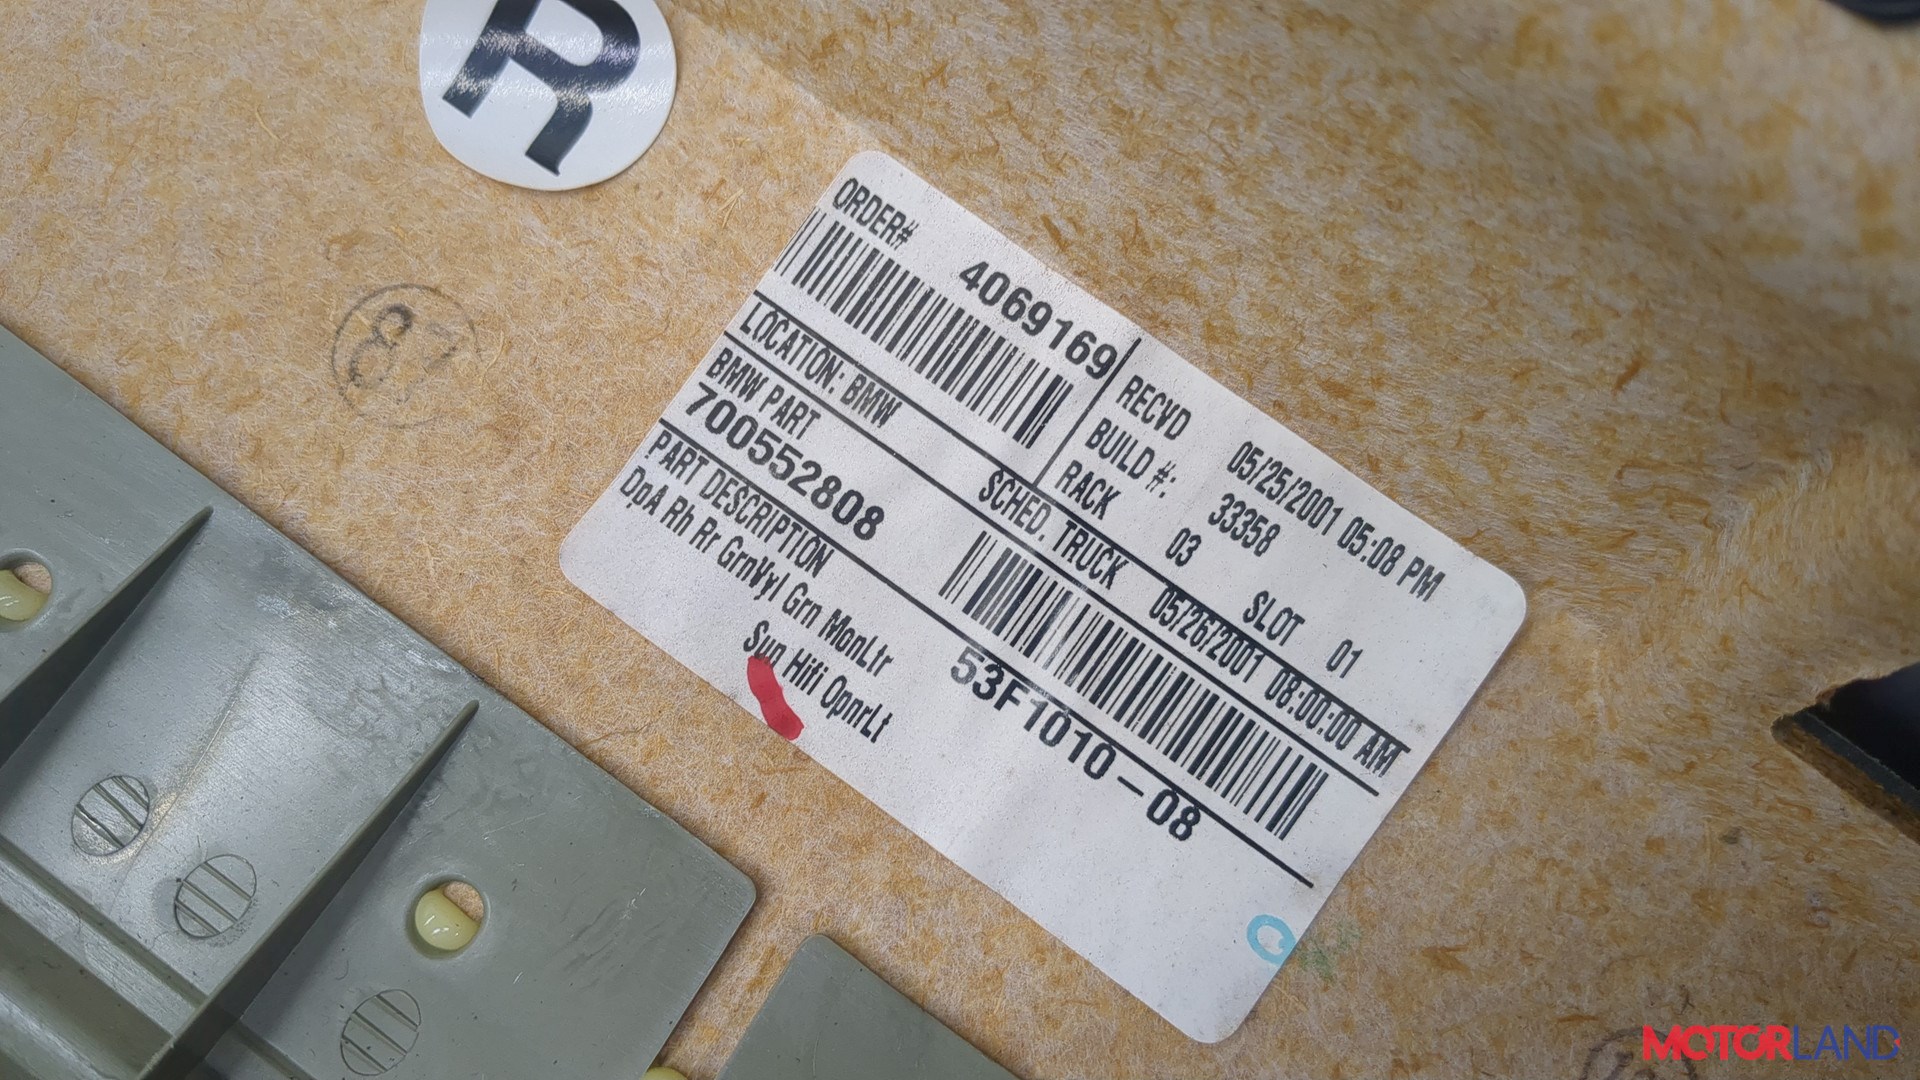 R
87
ORDER#
4069169
RECVD 05/25/2001 05:08 PM
BUILD #: 33358
RACK 03 SLOT 01
LOCATION: BMW
SCHED. TRUCK 05/26/2001 08:00:00 AM
BMW PART
700552808
53F1010-08
PART DESCRIPTION
DpA Rh Rr GrnVyl Grn MonLtr
Sun Hifi OpnrLt
MOTORLAND